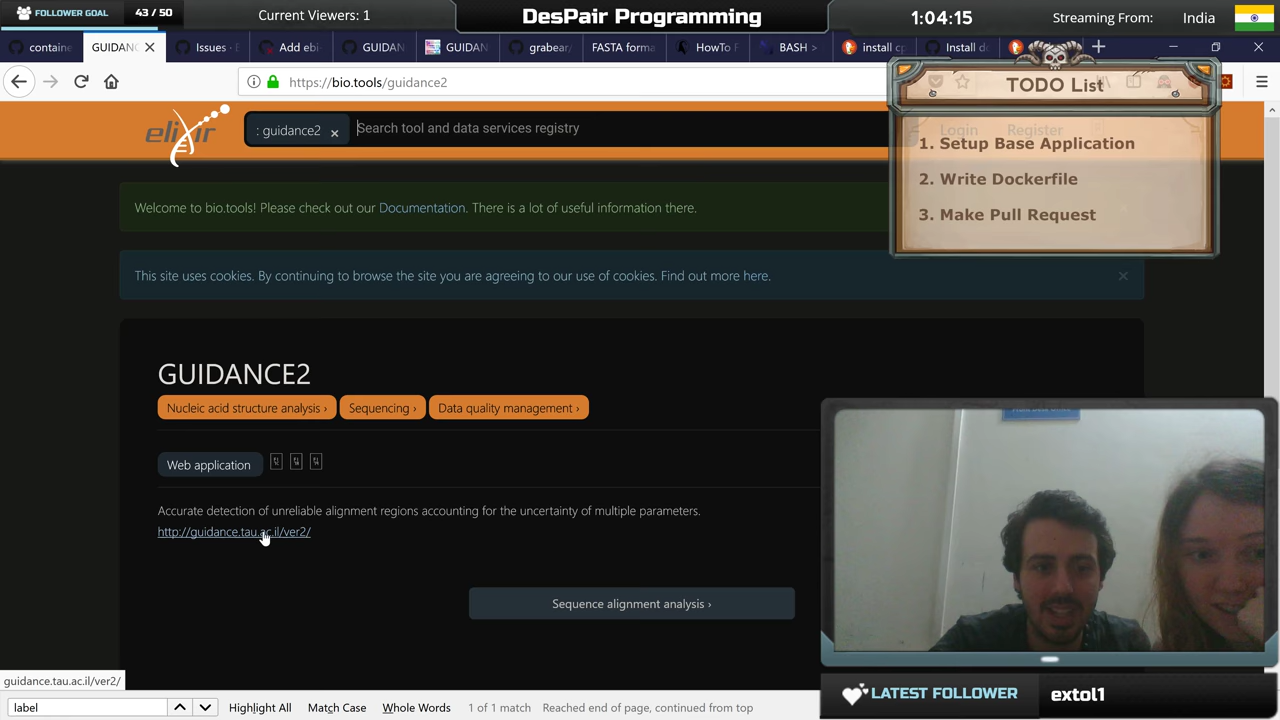 FOLLOWER GOAL
43 / 50
Current Viewers: 1
DesPair Programming
1:04:15
Streaming From:
India
containe
GUIDANC
Issues · E
Add ebi
GUIDAN
GUIDAN
grabear/
FASTA forma
HowTo F
BASH >
install cp
Install do
https://bio.tools/guidance2
elixir
: guidance2 ×
Search tool and data services registry
Login
Register
TODO List
1. Setup Base Application
2. Write Dockerfile
3. Make Pull Request
Welcome to bio.tools! Please check out our Documentation. There is a lot of useful information there.
This site uses cookies. By continuing to browse the site you are agreeing to our use of cookies. Find out more here.
GUIDANCE2
Nucleic acid structure analysis ›
Sequencing ›
Data quality management ›
Web application
Accurate detection of unreliable alignment regions accounting for the uncertainty of multiple parameters.
http://guidance.tau.ac.il/ver2/
Sequence alignment analysis ›
guidance.tau.ac.il/ver2/
label
Highlight All
Match Case
Whole Words
1 of 1 match
Reached end of page, continued from top
LATEST FOLLOWER
extol1